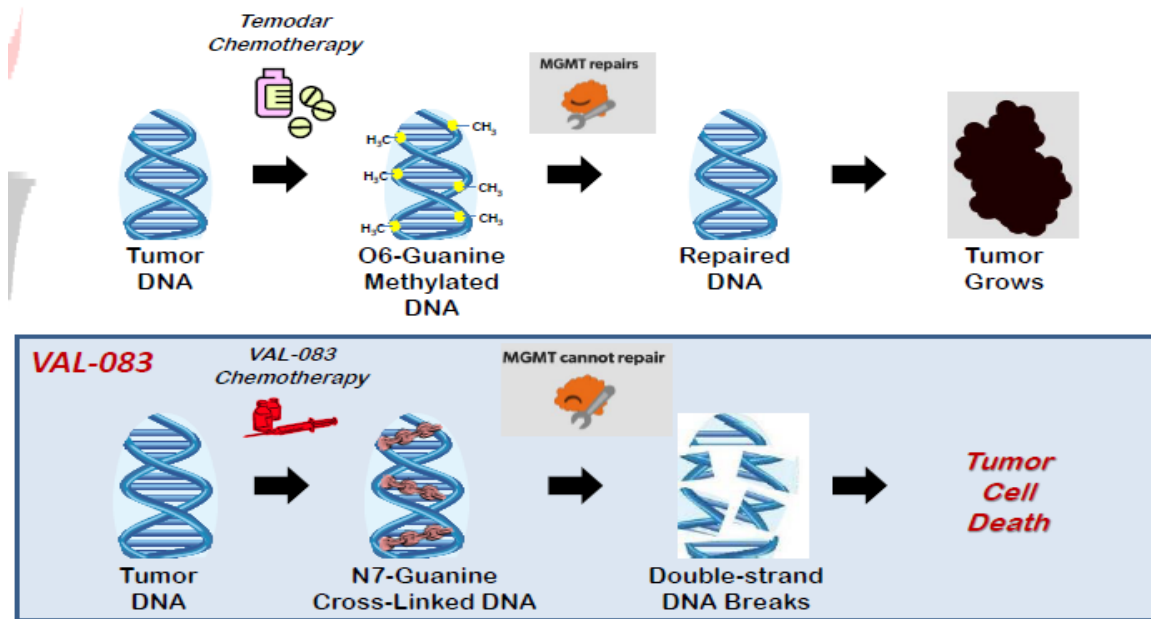 Temodar
Chemotherapy
MGMT repairs
H₃C
CH₃
H₃C
CH₃
H₃C
CH₃
Tumor
DNA
O6-Guanine
Methylated
DNA
Repaired
DNA
Tumor
Grows
VAL-083
VAL-083
Chemotherapy
MGMT cannot repair
Tumor
DNA
N7-Guanine
Cross-Linked DNA
Double-strand
DNA Breaks
Tumor
Cell
Death